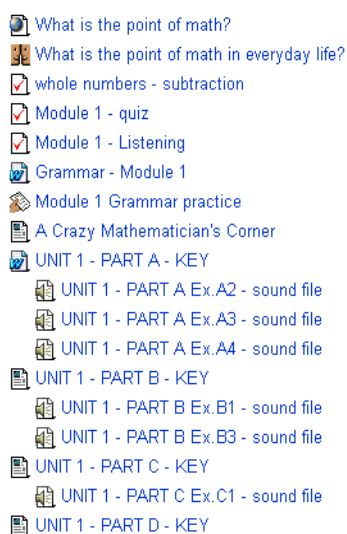 What is the point of math?
What is the point of math in everyday life?
whole numbers - subtraction
Module 1 - quiz
Module 1 - Listening
Grammar - Module 1
Module 1 Grammar practice
A Crazy Mathematician's Corner
UNIT 1 - PART A - KEY
UNIT 1 - PART A Ex.A2 - sound file
UNIT 1 - PART A Ex.A3 - sound file
UNIT 1 - PART A Ex.A4 - sound file
UNIT 1 - PART B - KEY
UNIT 1 - PART B Ex.B1 - sound file
UNIT 1 - PART B Ex.B3 - sound file
UNIT 1 - PART C - KEY
UNIT 1 - PART C Ex.C1 - sound file
UNIT 1 - PART D - KEY